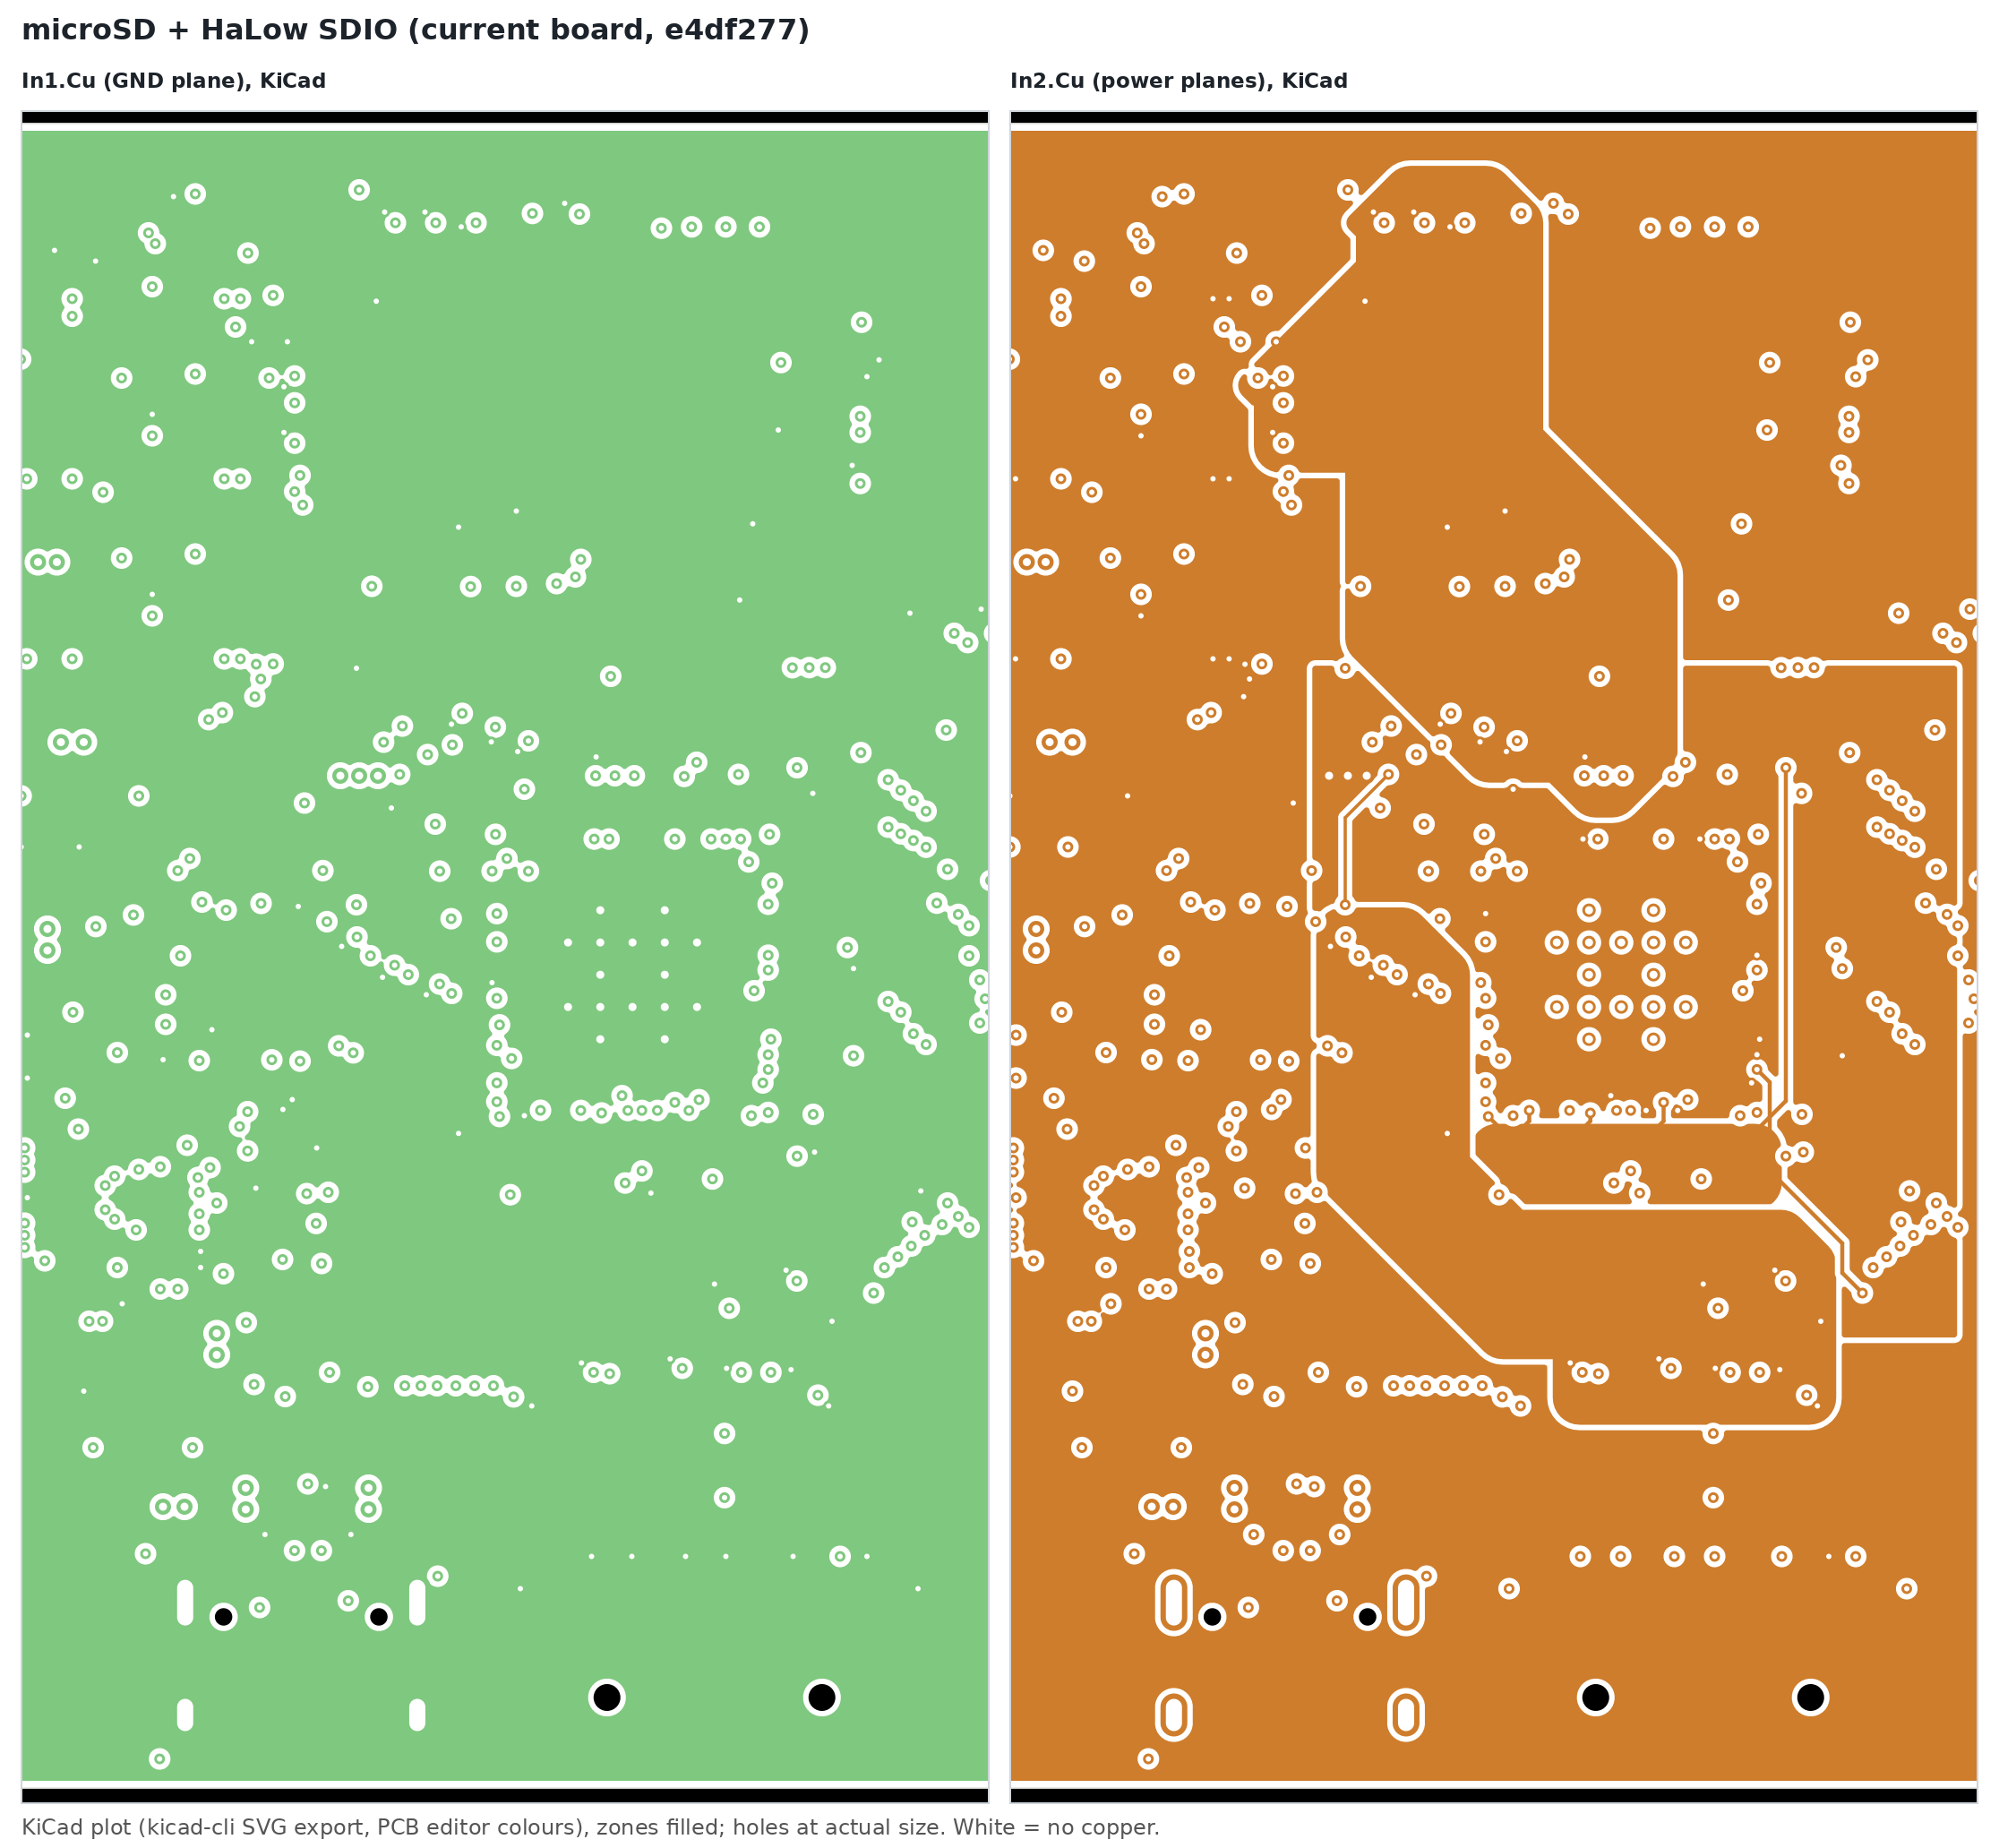 microSD + HaLow SDIO (current board, e4df277)
In1.Cu (GND plane), KiCad
In2.Cu (power planes), KiCad
KiCad plot (kicad-cli SVG export, PCB editor colours), zones filled; holes at actual size. White = no copper.